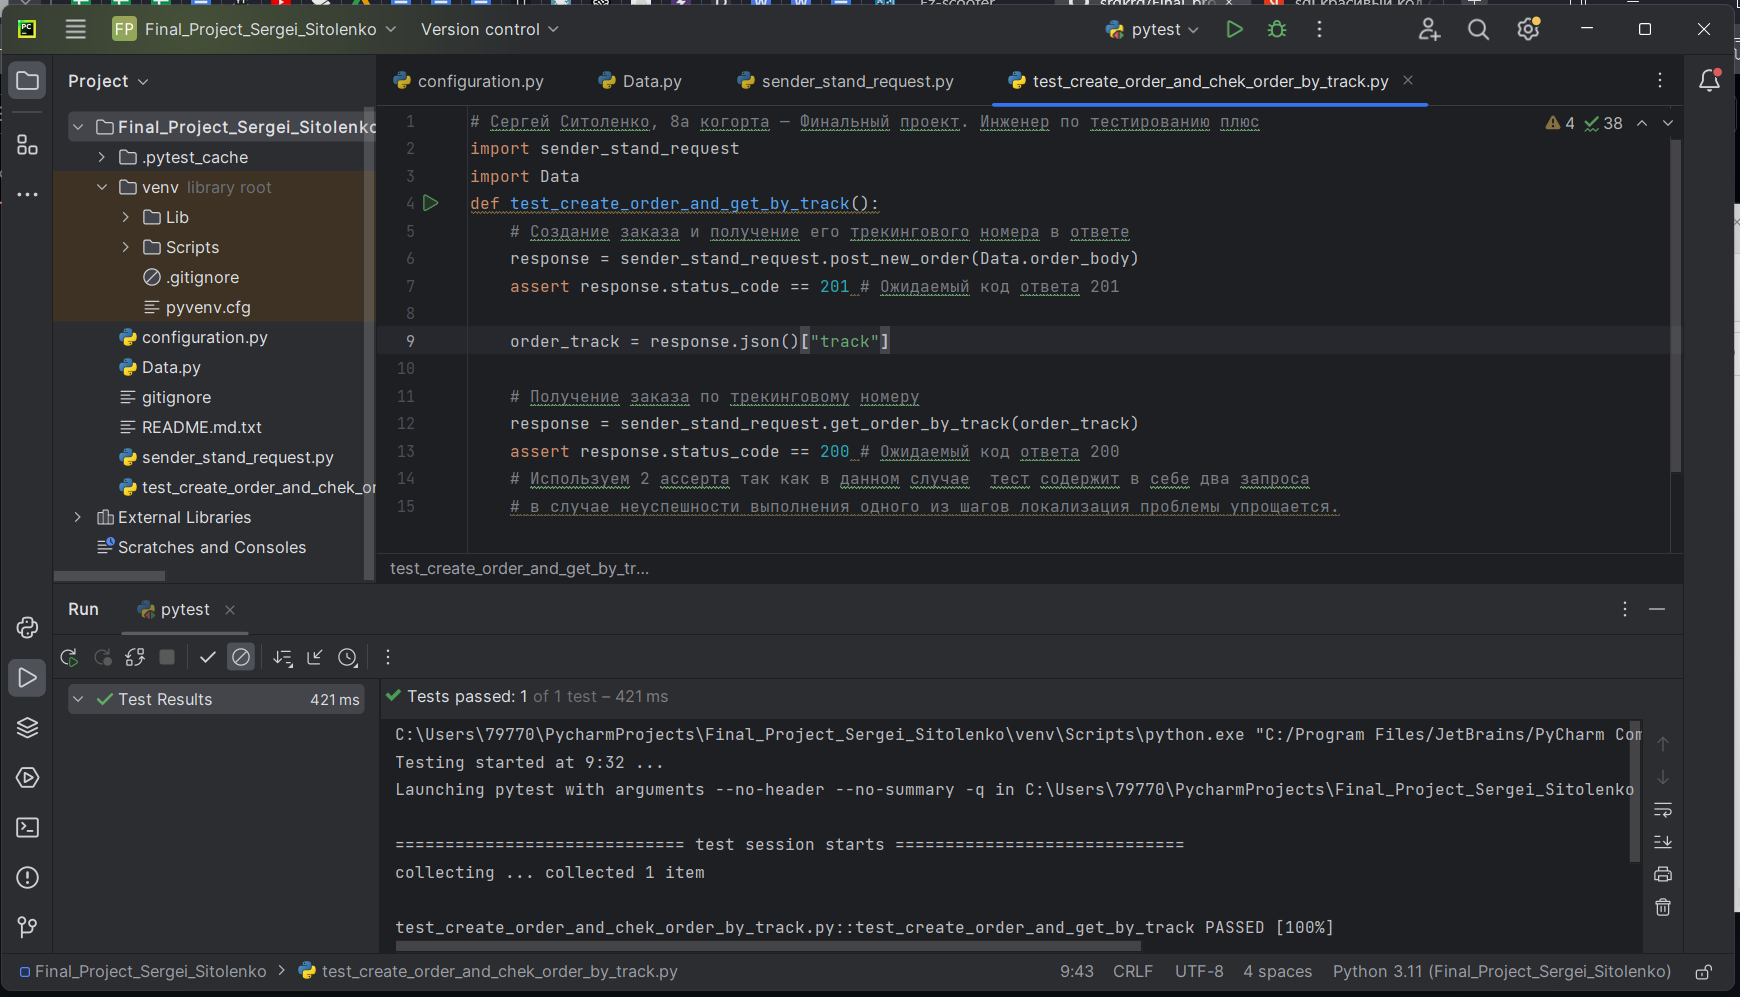 FP Final_Project_Sergei_Sitolenko Version control pytest
Project
Final_Project_Sergei_Sitolenko
.pytest_cache
venv library root
Lib
Scripts
.gitignore
pyvenv.cfg
configuration.py
Data.py
gitignore
README.md.txt
sender_stand_request.py
test_create_order_and_chek_or
External Libraries
Scratches and Consoles
configuration.py Data.py sender_stand_request.py test_create_order_and_chek_order_by_track.py
4 38
1 # Сергей Ситоленко, 8а когорта — Финальный проект. Инженер по тестированию плюс
2 import sender_stand_request
3 import Data
4 def test_create_order_and_get_by_track():
5 # Создание заказа и получение его трекингового номера в ответе
6 response = sender_stand_request.post_new_order(Data.order_body)
7 assert response.status_code == 201 # Ожидаемый код ответа 201
8
9 order_track = response.json()["track"]
10
11 # Получение заказа по трекинговому номеру
12 response = sender_stand_request.get_order_by_track(order_track)
13 assert response.status_code == 200 # Ожидаемый код ответа 200
14 # Используем 2 ассерта так как в данном случае  тест содержит в себе два запроса
15 # в случае неуспешности выполнения одного из шагов локализация проблемы упрощается.
test_create_order_and_get_by_tr...
Run pytest
Test Results 421 ms
Tests passed: 1 of 1 test – 421 ms
C:\Users\79770\PycharmProjects\Final_Project_Sergei_Sitolenko\venv\Scripts\python.exe "C:/Program Files/JetBrains/PyCharm Com
Testing started at 9:32 ...
Launching pytest with arguments --no-header --no-summary -q in C:\Users\79770\PycharmProjects\Final_Project_Sergei_Sitolenko
============================= test session starts =============================
collecting ... collected 1 item
test_create_order_and_chek_order_by_track.py::test_create_order_and_get_by_track PASSED [100%]
Final_Project_Sergei_Sitolenko > test_create_order_and_chek_order_by_track.py
9:43 CRLF UTF-8 4 spaces Python 3.11 (Final_Project_Sergei_Sitolenko)